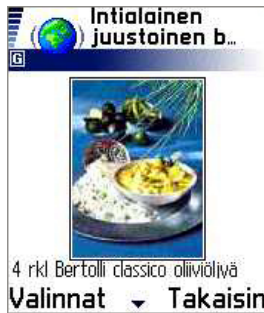 Intialainen
juustoinen b...
G
4 rkl Bertolli classico oliiviöljyä
Valinnat Takaisin